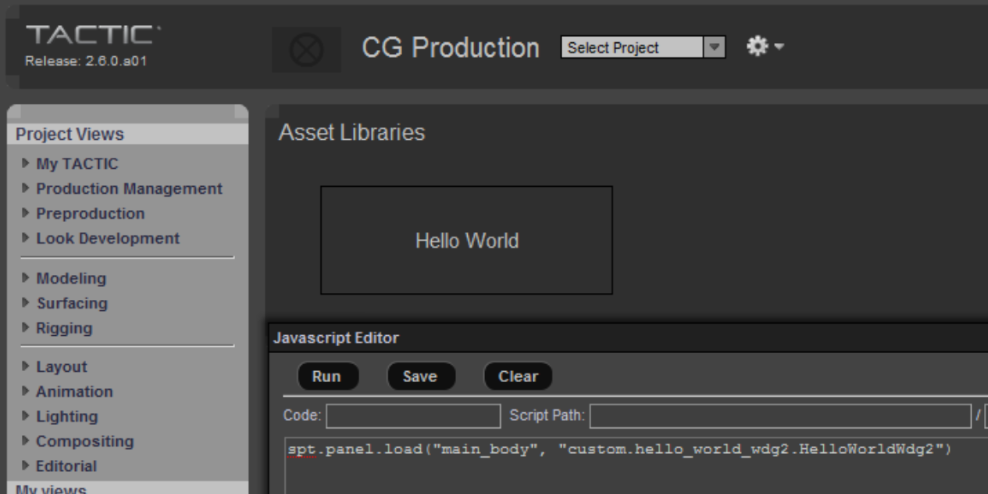 TACTIC
Release: 2.6.0.a01
CG Production
Select Project
Project Views
My TACTIC
Production Management
Preproduction
Look Development
Modeling
Surfacing
Rigging
Layout
Animation
Lighting
Compositing
Editorial
My views
Asset Libraries
Hello World
Javascript Editor
Run Save Clear
Code: Script Path: /
spt.panel.load("main_body", "custom.hello_world_wdg2.HelloWorldWdg2")